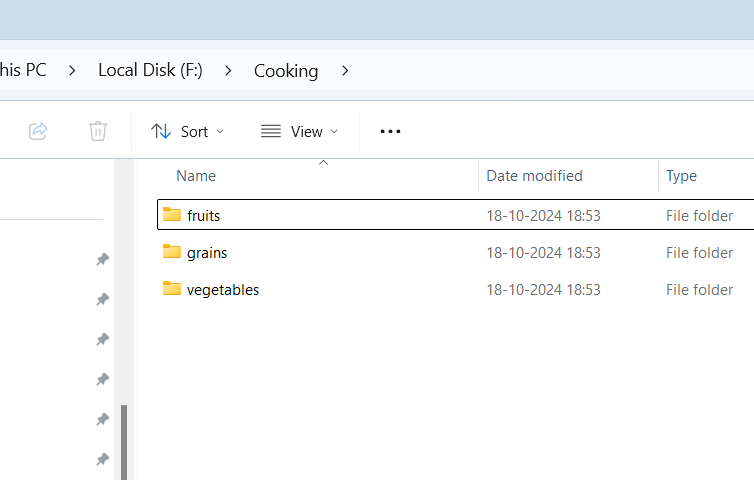 his PC > Local Disk (F:) > Cooking >
Sort View
Name Date modified Type
fruits 18-10-2024 18:53 File folder
grains 18-10-2024 18:53 File folder
vegetables 18-10-2024 18:53 File folder